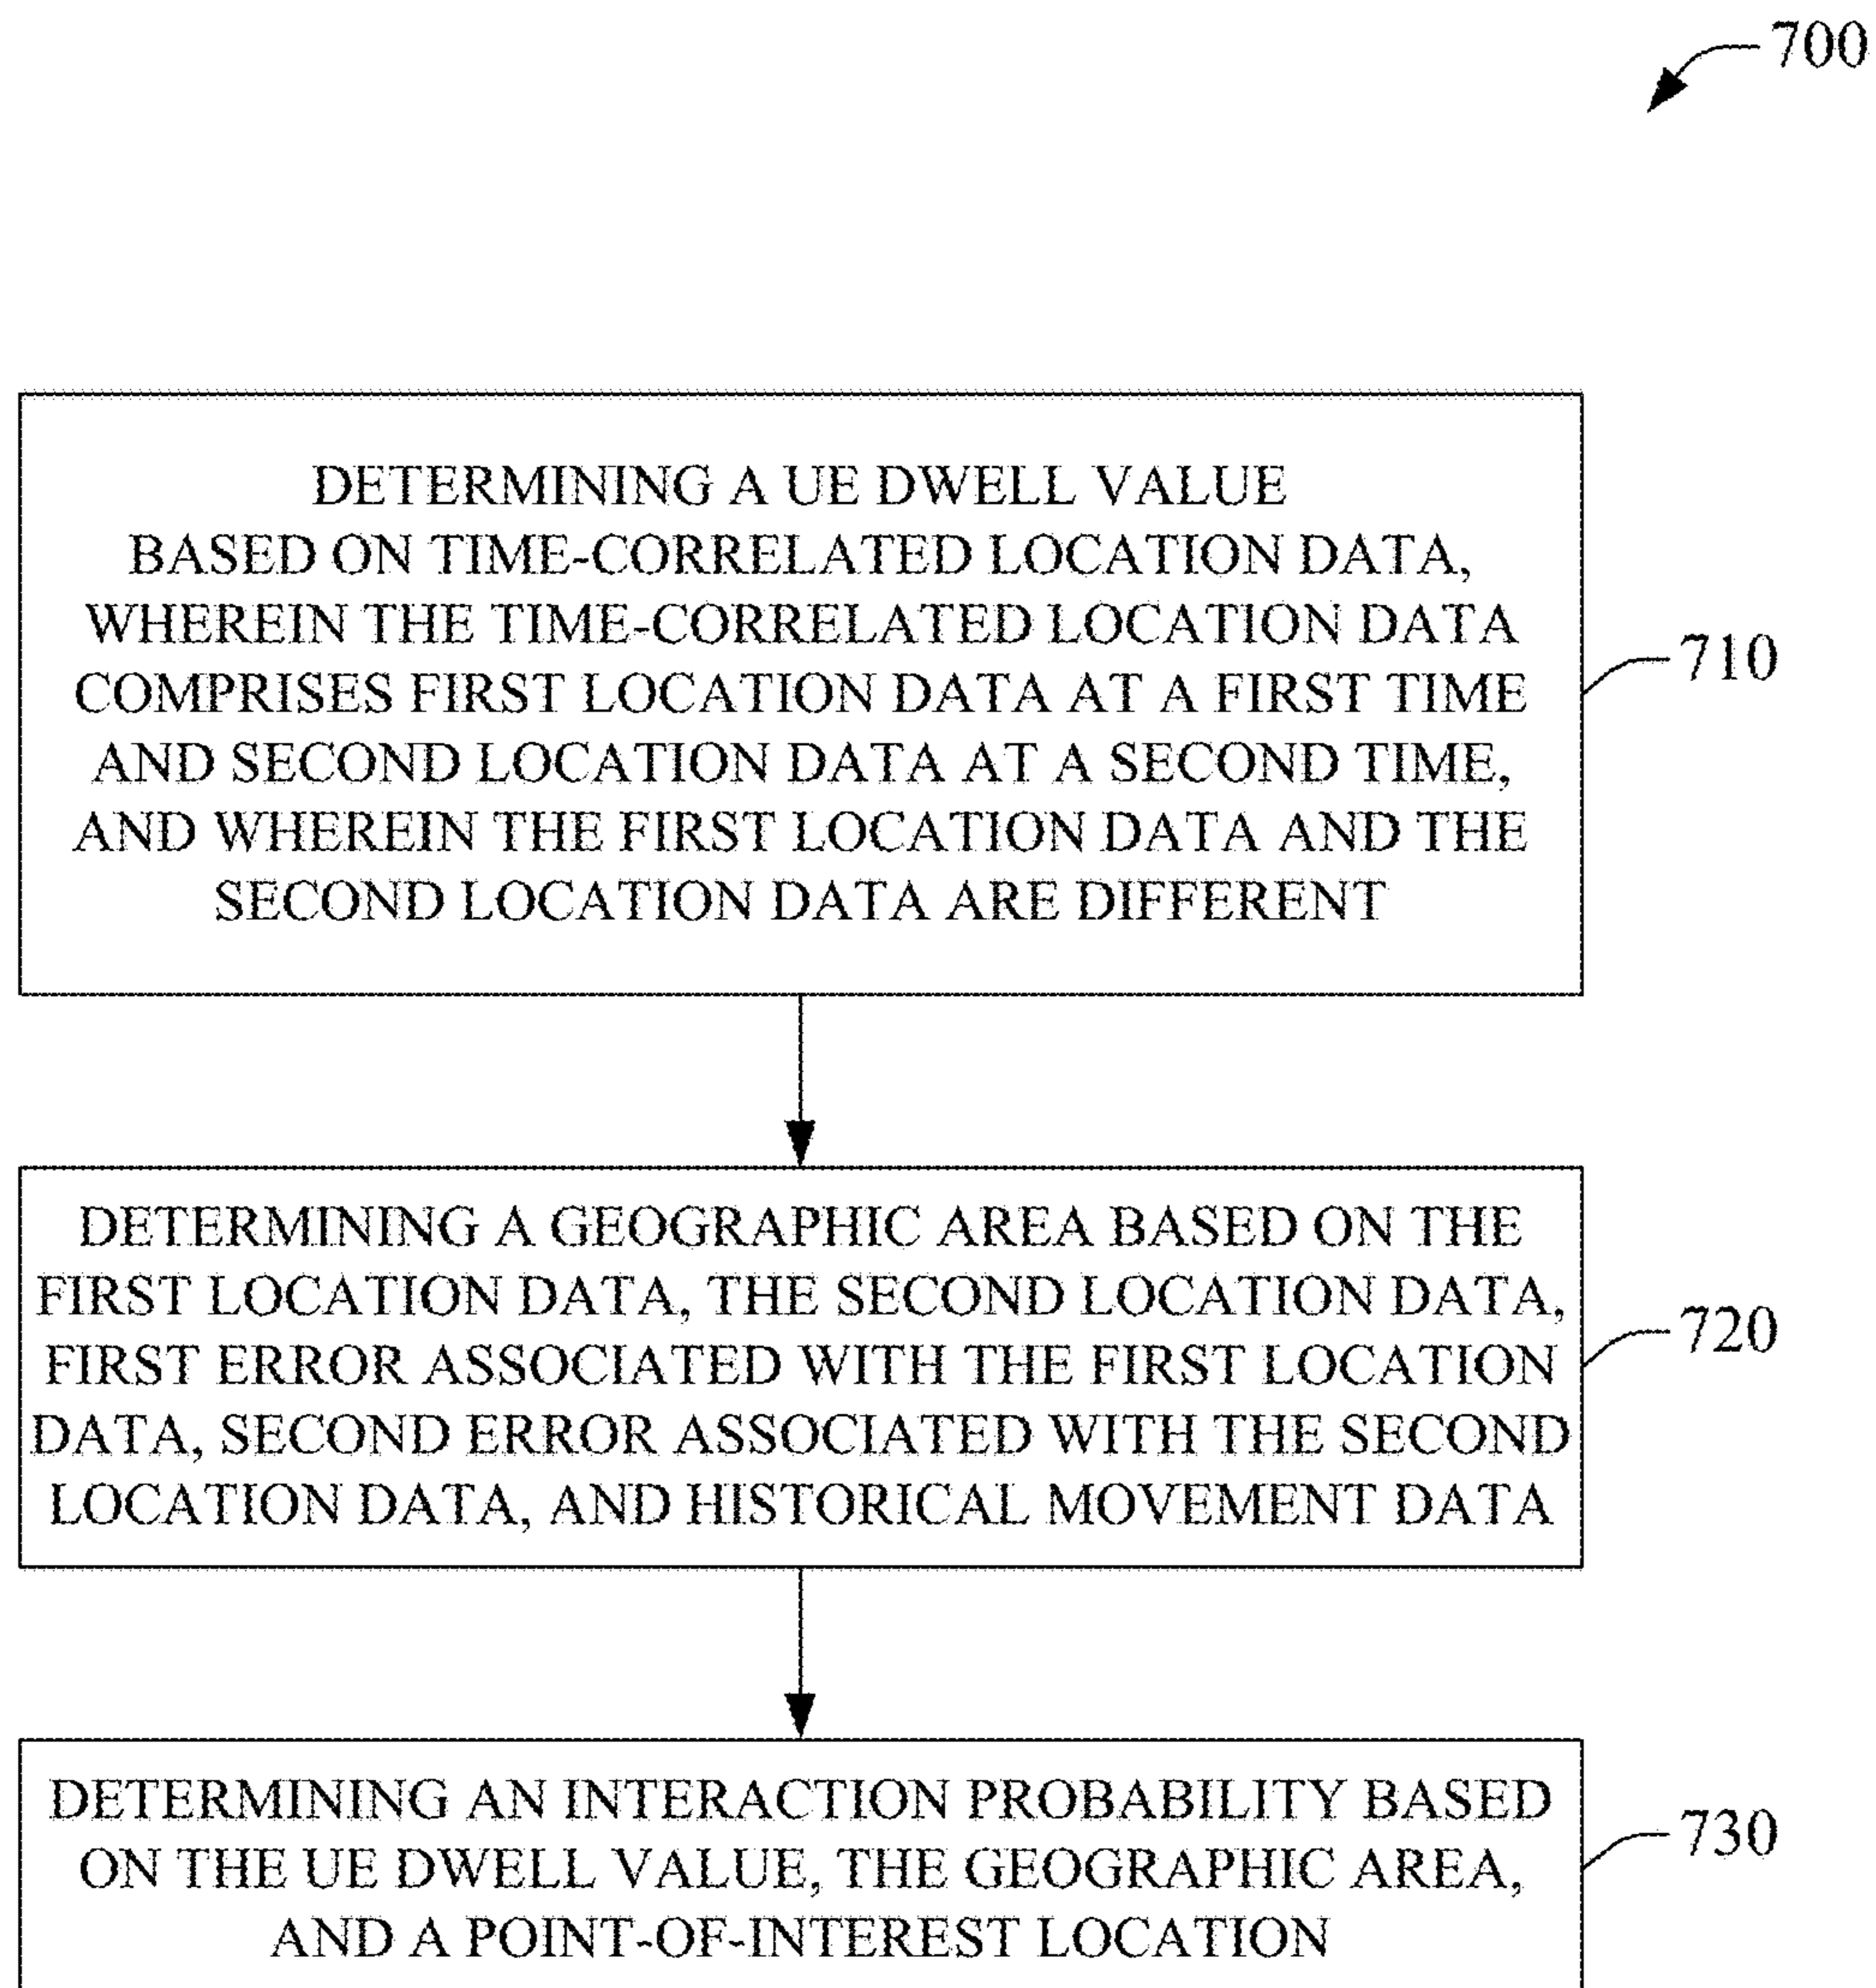 700
DETERMINING A UE DWELL VALUE
BASED ON TIME-CORRELATED LOCATION DATA,
WHEREIN THE TIME-CORRELATED LOCATION DATA
COMPRISES FIRST LOCATION DATA AT A FIRST TIME
AND SECOND LOCATION DATA AT A SECOND TIME,
AND WHEREIN THE FIRST LOCATION DATA AND THE
SECOND LOCATION DATA ARE DIFFERENT
710
DETERMINING A GEOGRAPHIC AREA BASED ON THE
FIRST LOCATION DATA, THE SECOND LOCATION DATA,
FIRST ERROR ASSOCIATED WITH THE FIRST LOCATION
DATA, SECOND ERROR ASSOCIATED WITH THE SECOND
LOCATION DATA, AND HISTORICAL MOVEMENT DATA
720
DETERMINING AN INTERACTION PROBABILITY BASED
ON THE UE DWELL VALUE, THE GEOGRAPHIC AREA,
AND A POINT-OF-INTEREST LOCATION
730